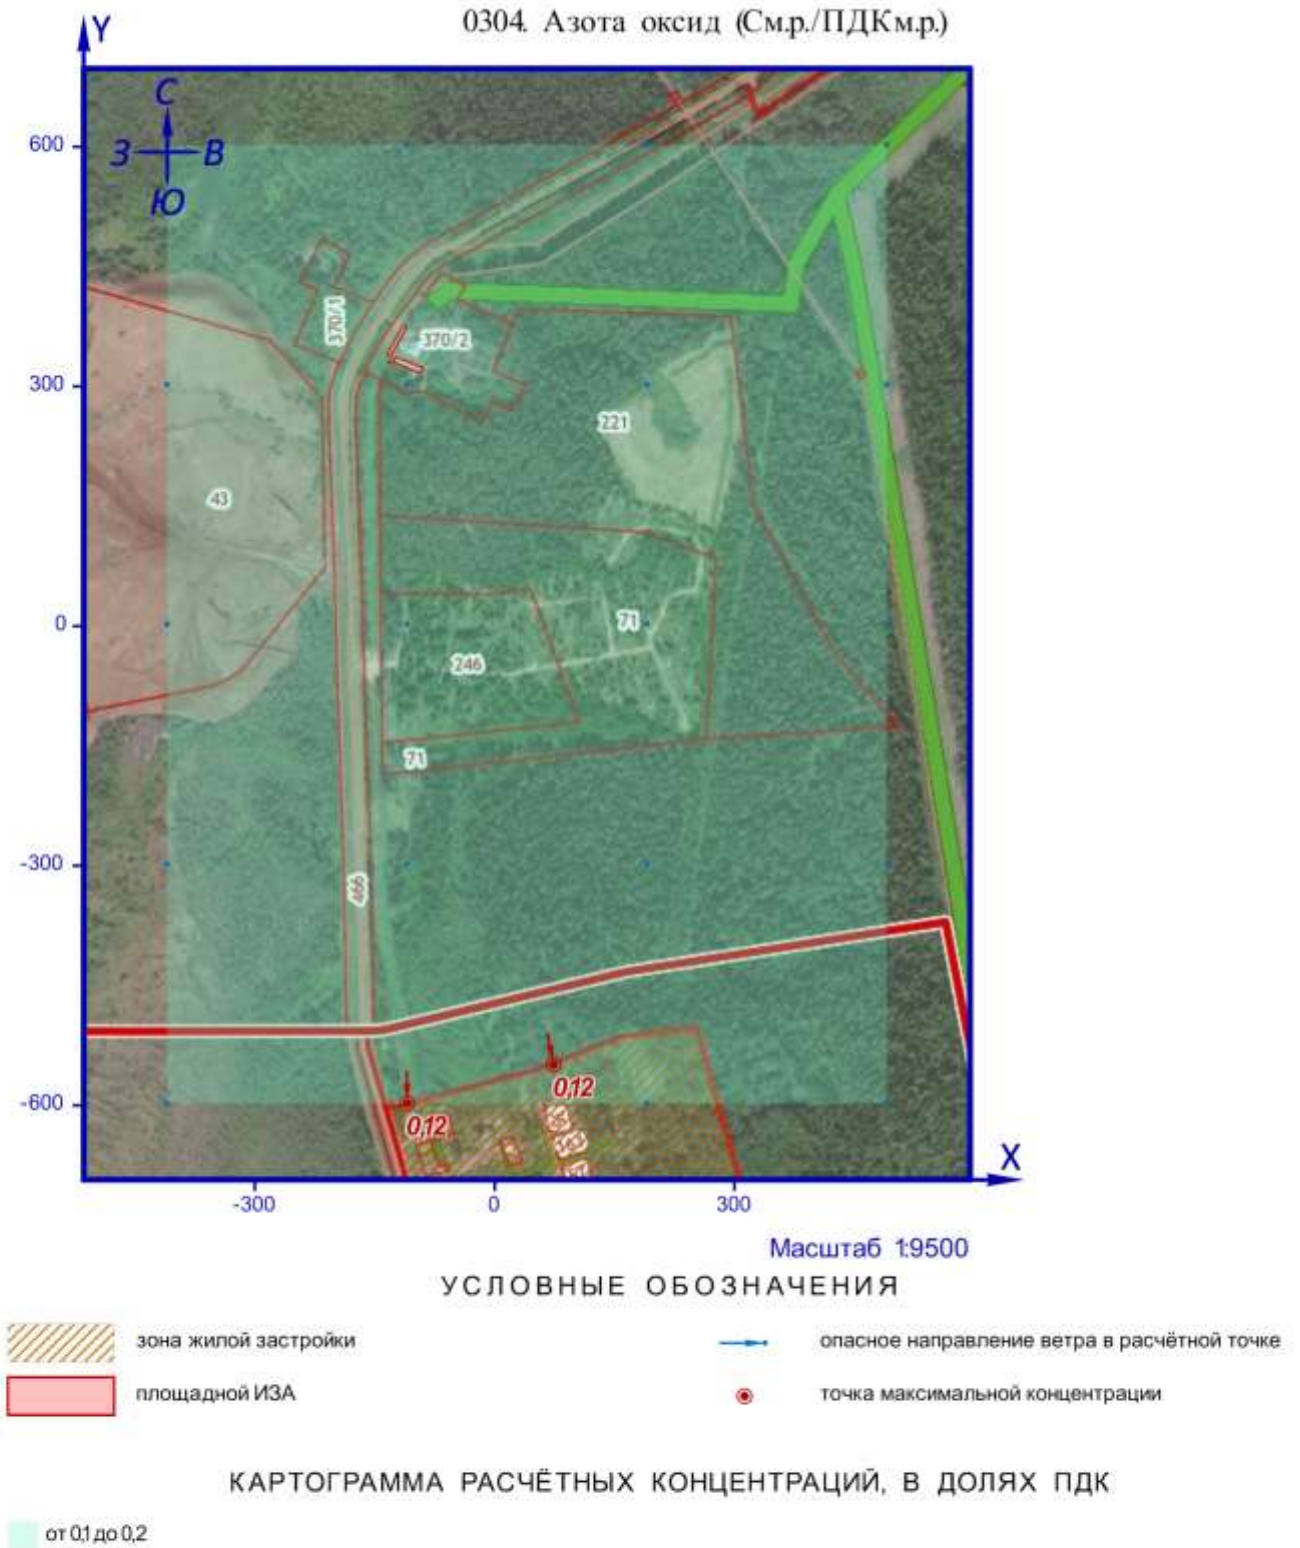 0304. Азота оксид (См.р./ПДКм.р.)
Y
С
З В
Ю
600
300
0
-300
-600
370/1
370/2
221
43
71
246
71
466
0,12
0,12
343
X
-300 0 300
Масштаб 1:9500
УСЛОВНЫЕ ОБОЗНАЧЕНИЯ
зона жилой застройки
опасное направление ветра в расчётной точке
площадной ИЗА
точка максимальной концентрации
КАРТОГРАММА РАСЧЁТНЫХ КОНЦЕНТРАЦИЙ, В ДОЛЯХ ПДК
от 0,1 до 0,2